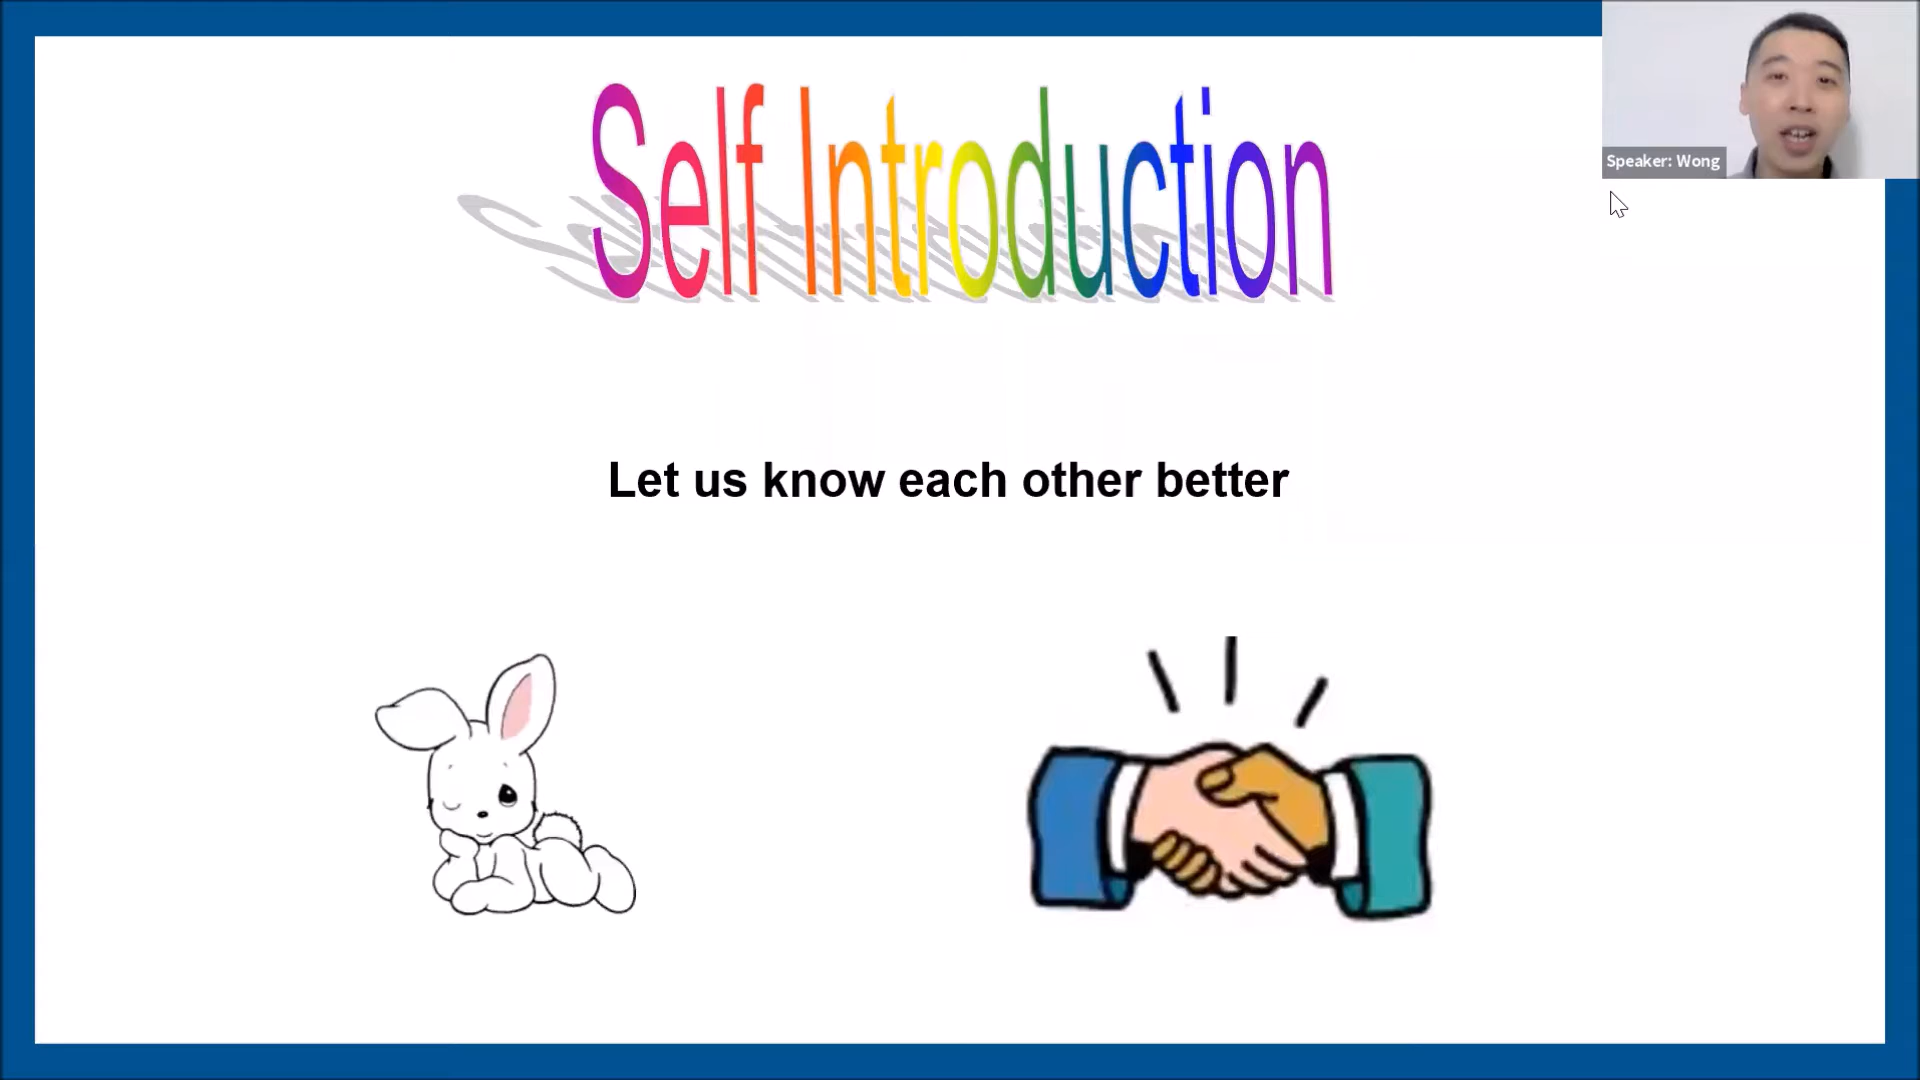 Self Introduction
Speaker: Wong
Let us know each other better